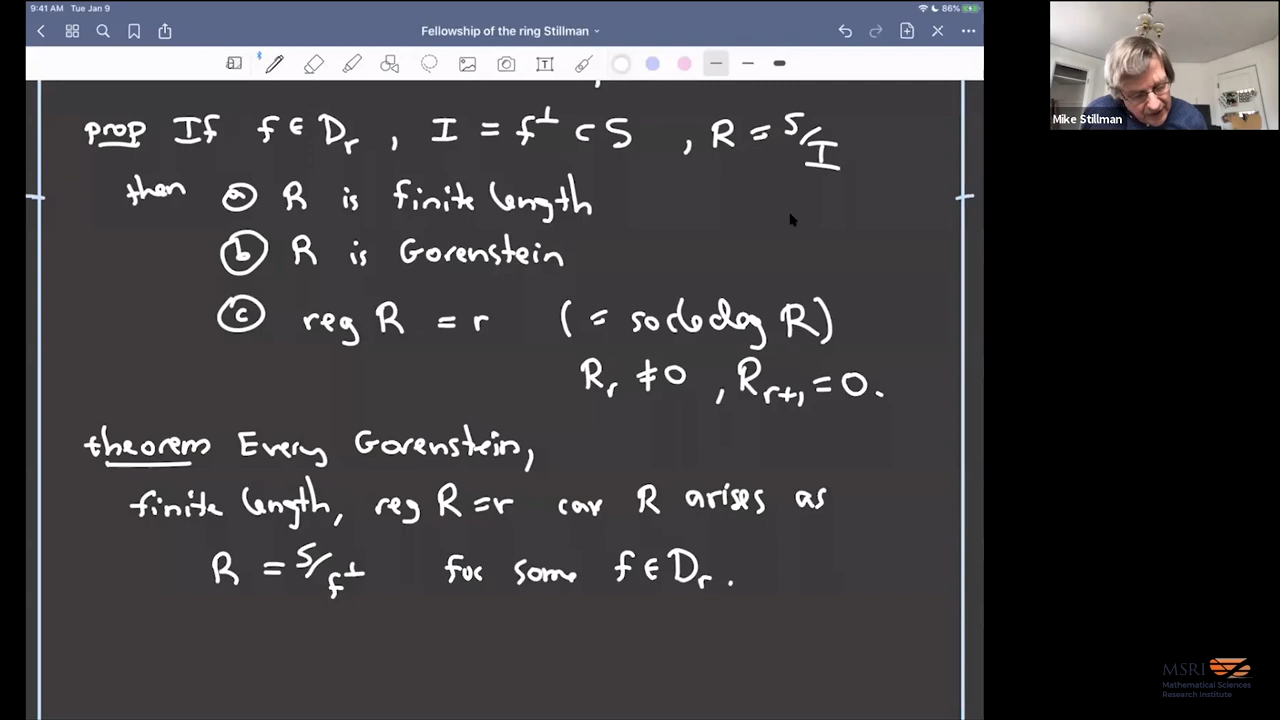 9:41 AM Tue Jan 9
86%
Fellowship of the ring Stillman
prop If f ∈ D_r , I = f^⊥ ⊂ S , R = S/I
then ⓐ R is finite length
ⓑ R is Gorenstein
ⓒ reg R = r ( = socledeg R)
R_r ≠ 0 , R_{r+1} = 0.
theorem Every Gorenstein,
finite length, reg R = r R arises as
R = S/f^⊥ for some f ∈ D_r .
Mike Stillman
MSRI
Mathematical Sciences
Research Institute